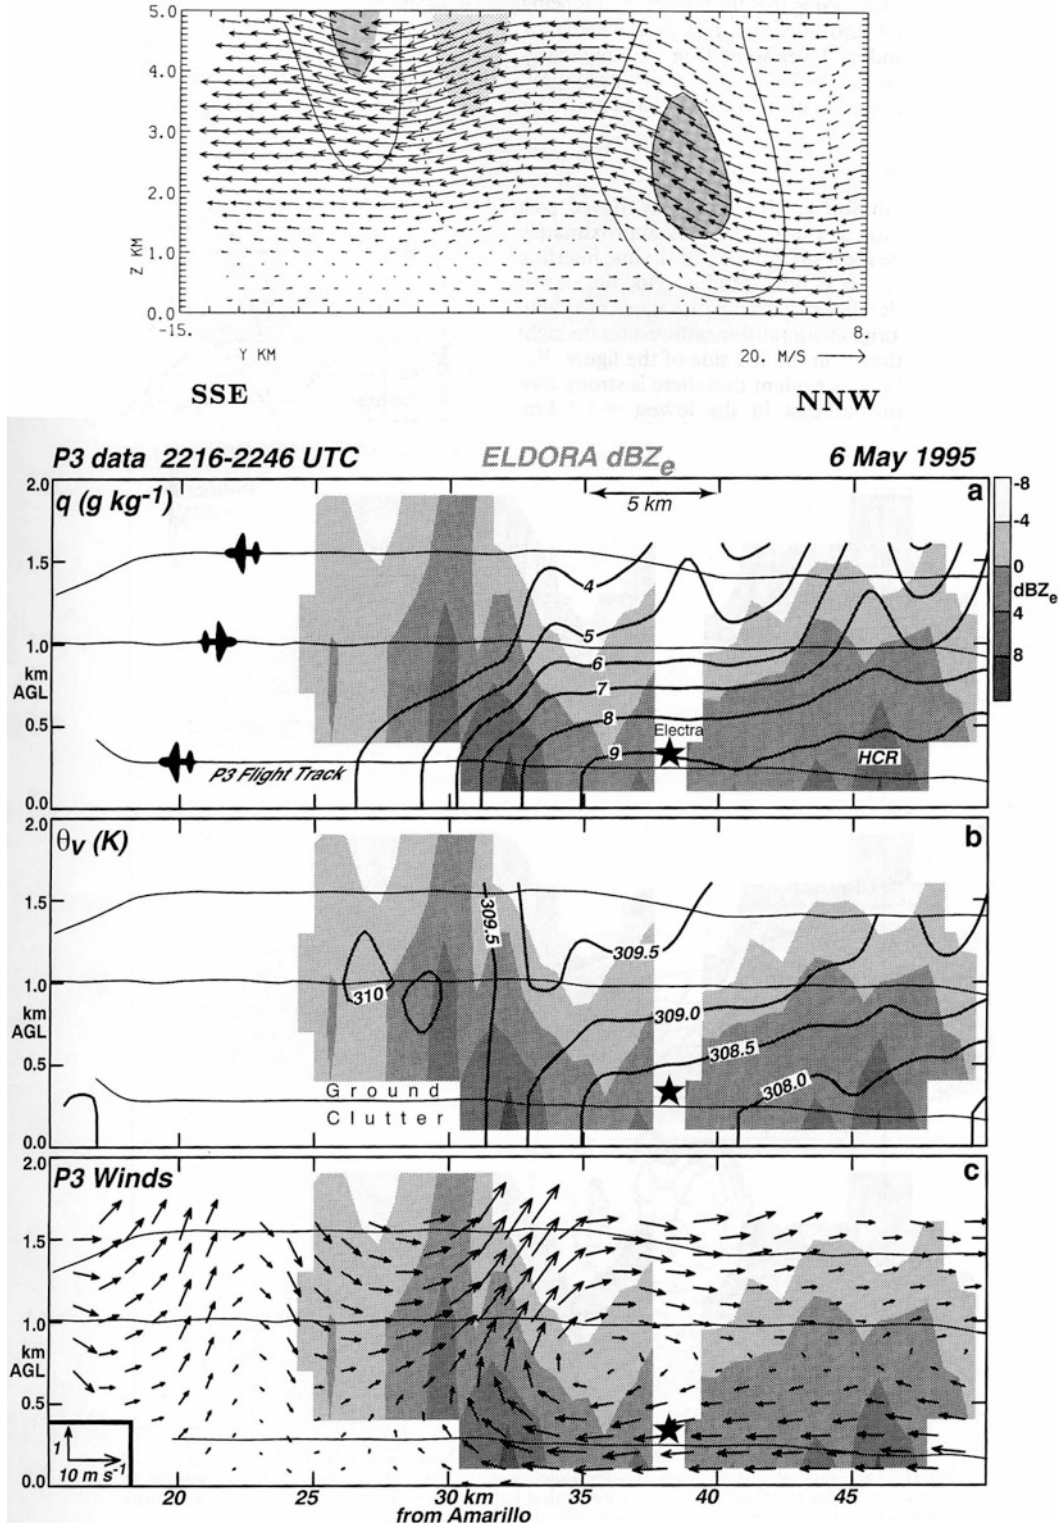 5.0
4.0
3.0
2.0
1.0
0.0
Z KM
-15. 8.
Y KM 20. M/S
SSE NNW
P3 data 2216-2246 UTC ELDORA dBZe 6 May 1995
2.0 q (g kg-1) 5 km a
1.5
1.0
km
AGL
0.5
0.0
4
5
6
7
8
9
Electra
HCR
P3 Flight Track
-8
-4
0
dBZe
4
8
2.0 θv (K) b
1.5
1.0
km
AGL
0.5
0.0
309.5
309.5
310
309.0
308.5
308.0
Ground
Clutter
2.0 P3 Winds c
1.5
1.0
km
AGL
0.5
0.0
1
10 m s-1
20 25 30 km 35 40 45
from Amarillo